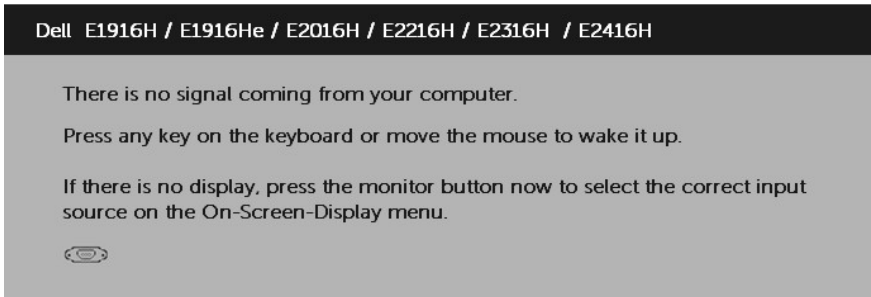 Dell E1916H / E1916He / E2016H / E2216H / E2316H / E2416H
There is no signal coming from your computer.
Press any key on the keyboard or move the mouse to wake it up.
If there is no display, press the monitor button now to select the correct input
source on the On-Screen-Display menu.